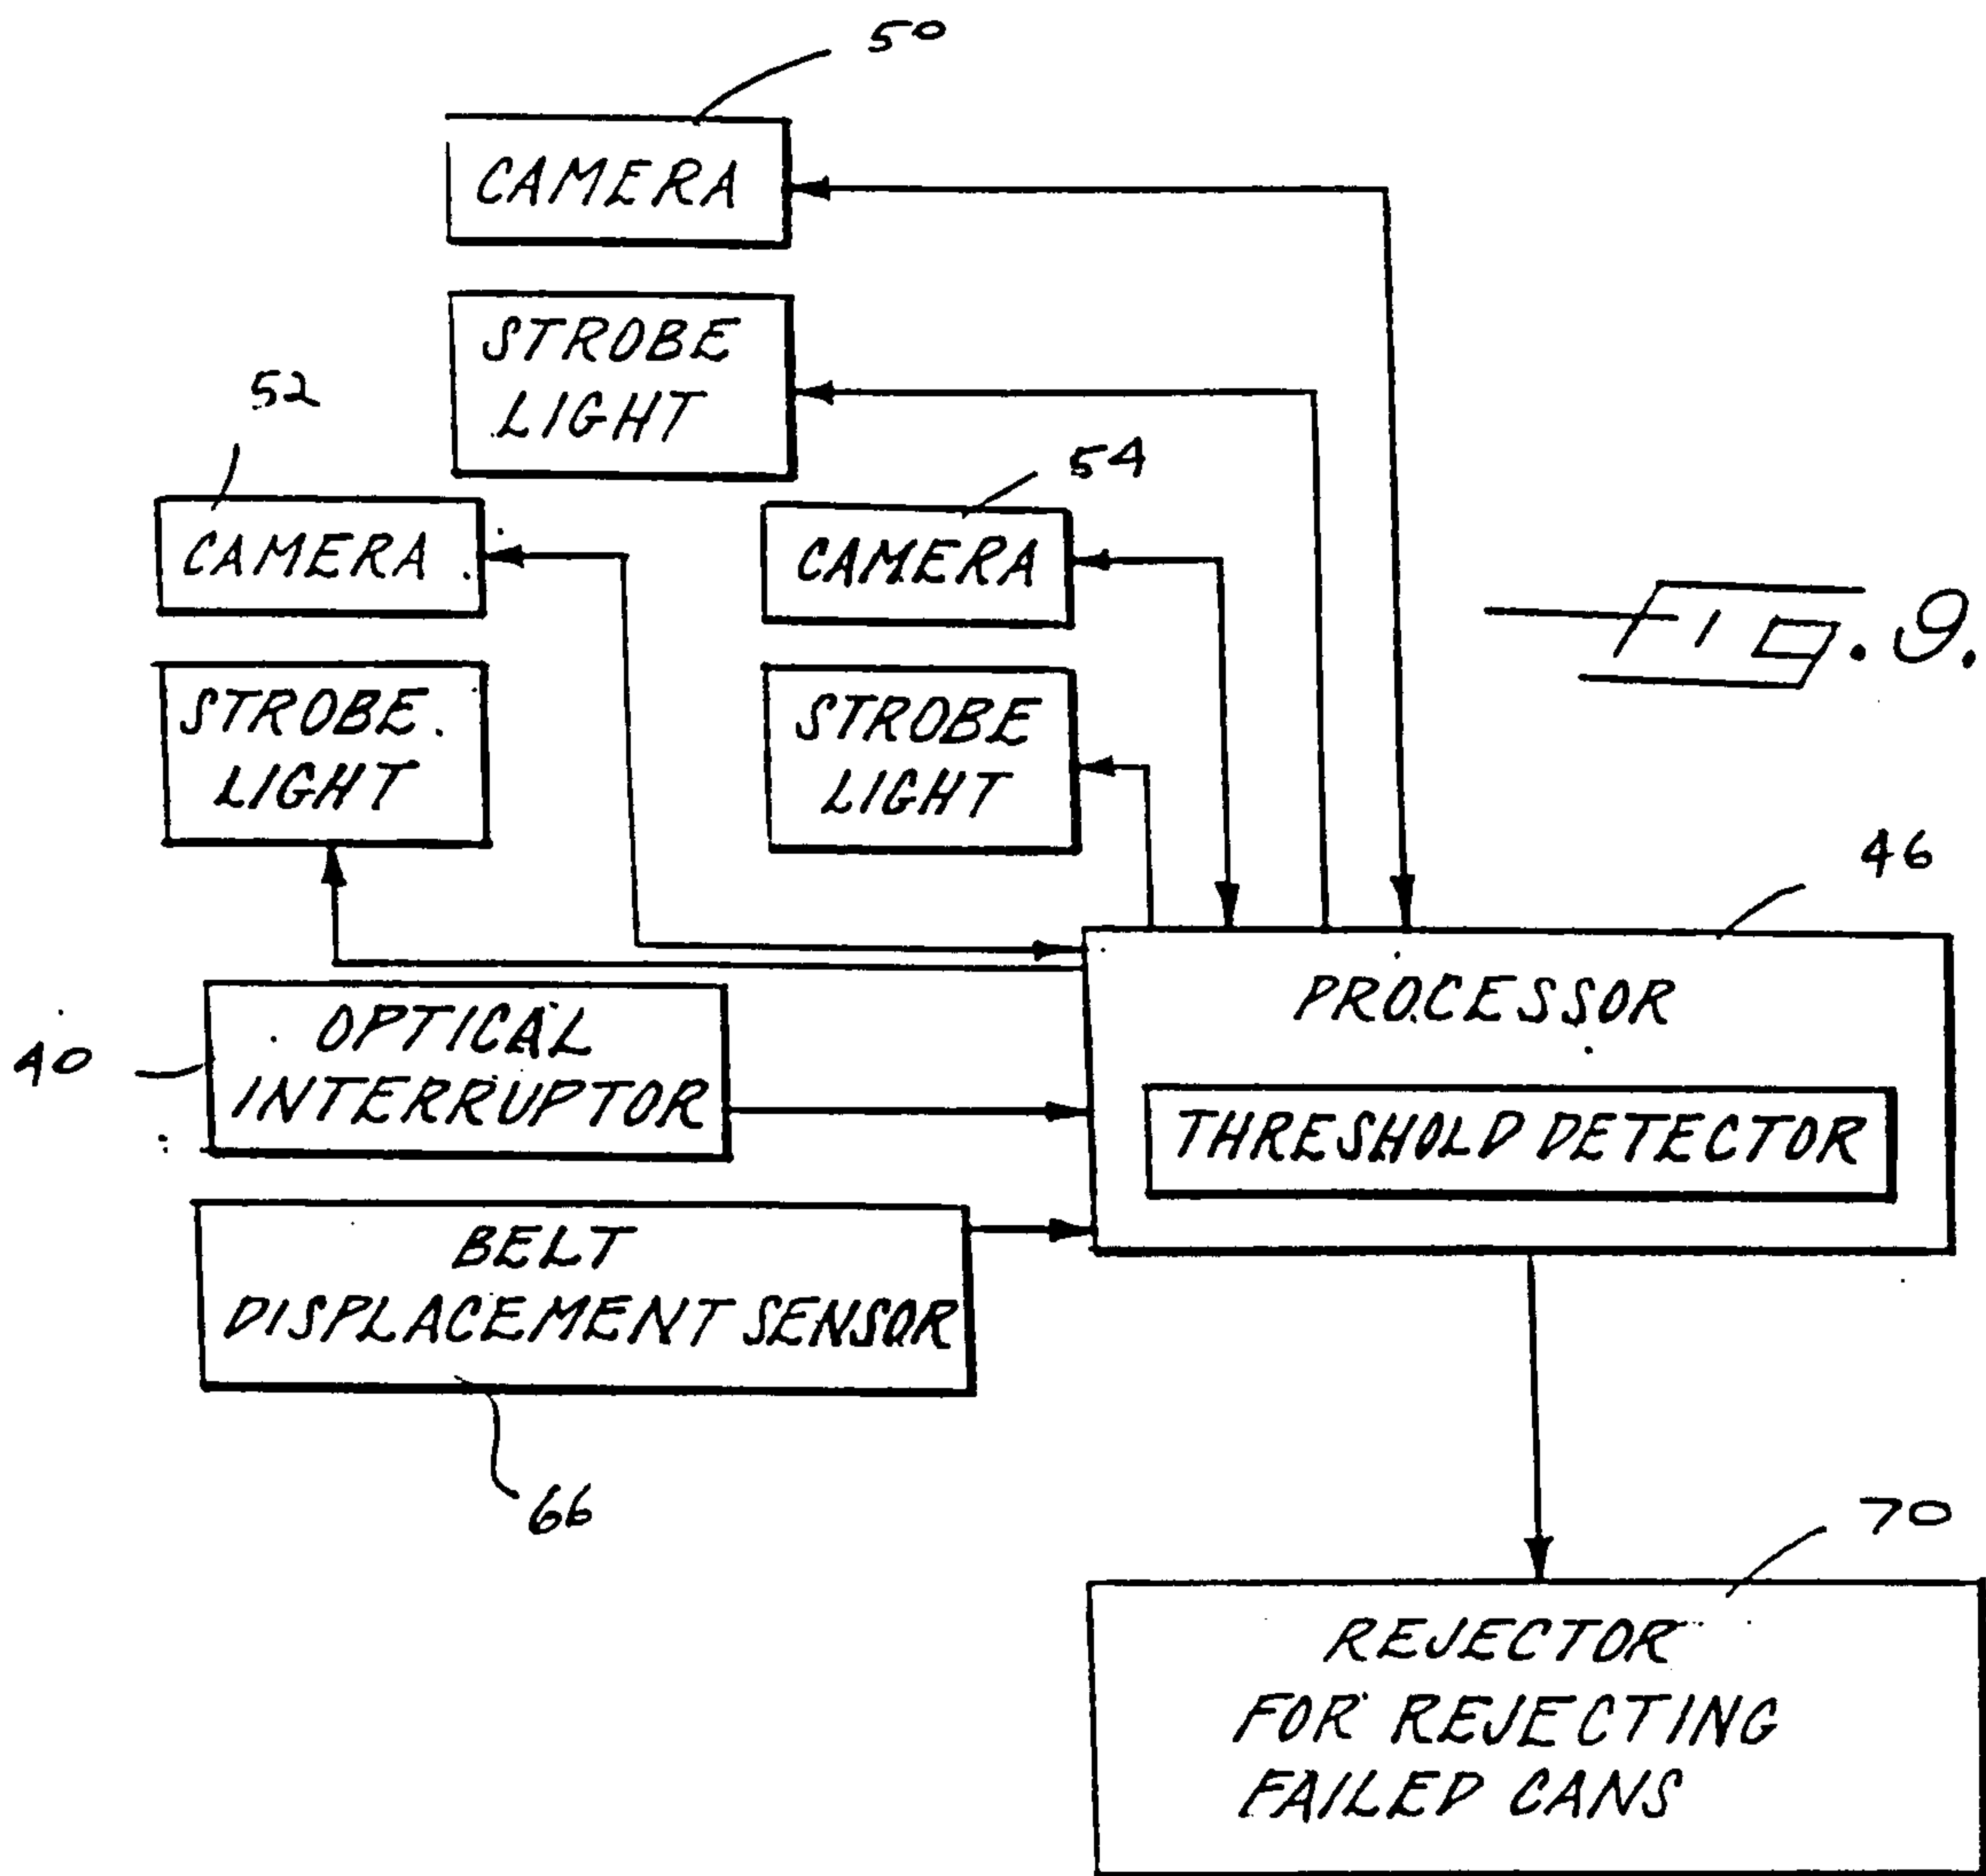 50
CAMERA
STROBE
LIGHT
52
54
CAMERA
CAMERA
FIG. 9.
STROBE
LIGHT
STROBE
LIGHT
46
PROCESSOR
40
OPTICAL
INTERRUPTOR
THRESHOLD DETECTOR
BELT
DISPLACEMENT SENSOR
66
70
REJECTOR
FOR REJECTING
FAILED CANS